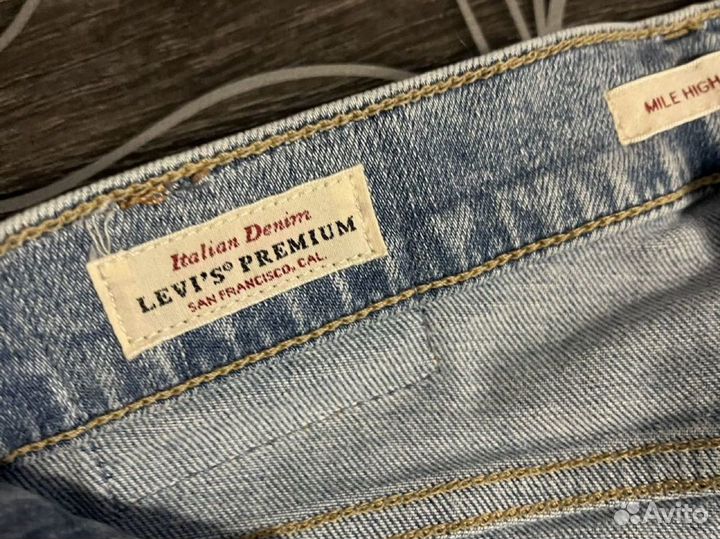 Italian Denim
LEVI'S® PREMIUM
SAN FRANCISCO, CAL.
MILE HIGH
Avito